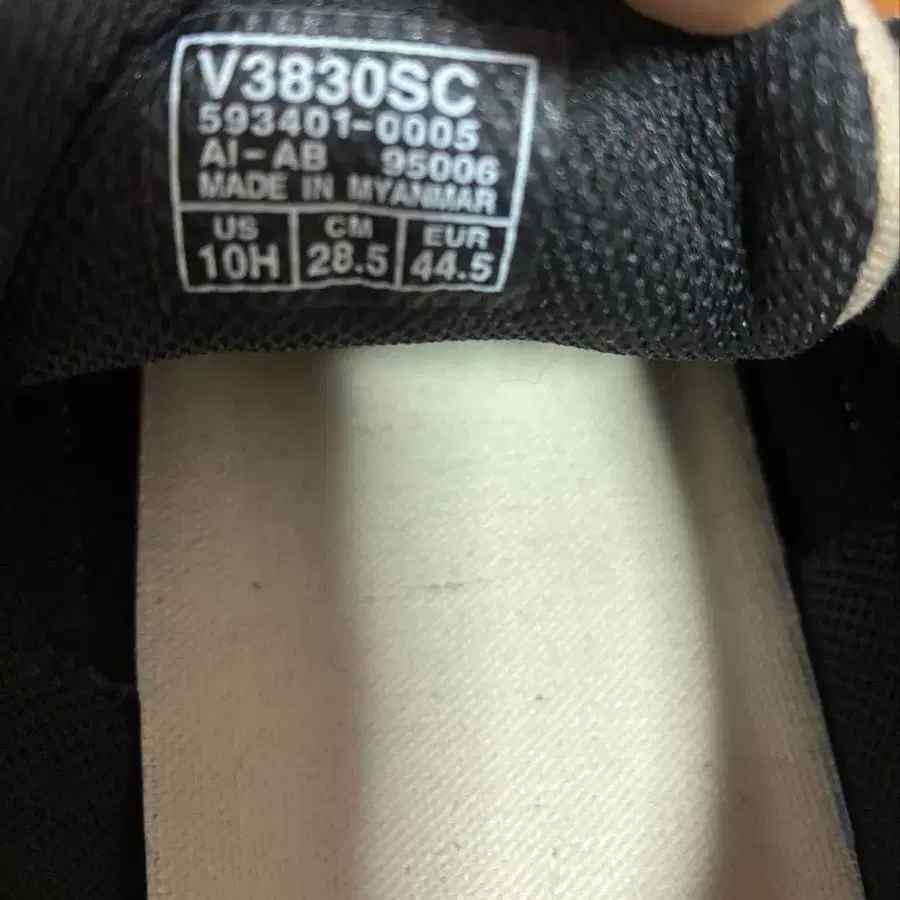 V3830SC
593401-0005
AI-AB 95006
MADE IN MYANMAR
US CM EUR
10H 28.5 44.5